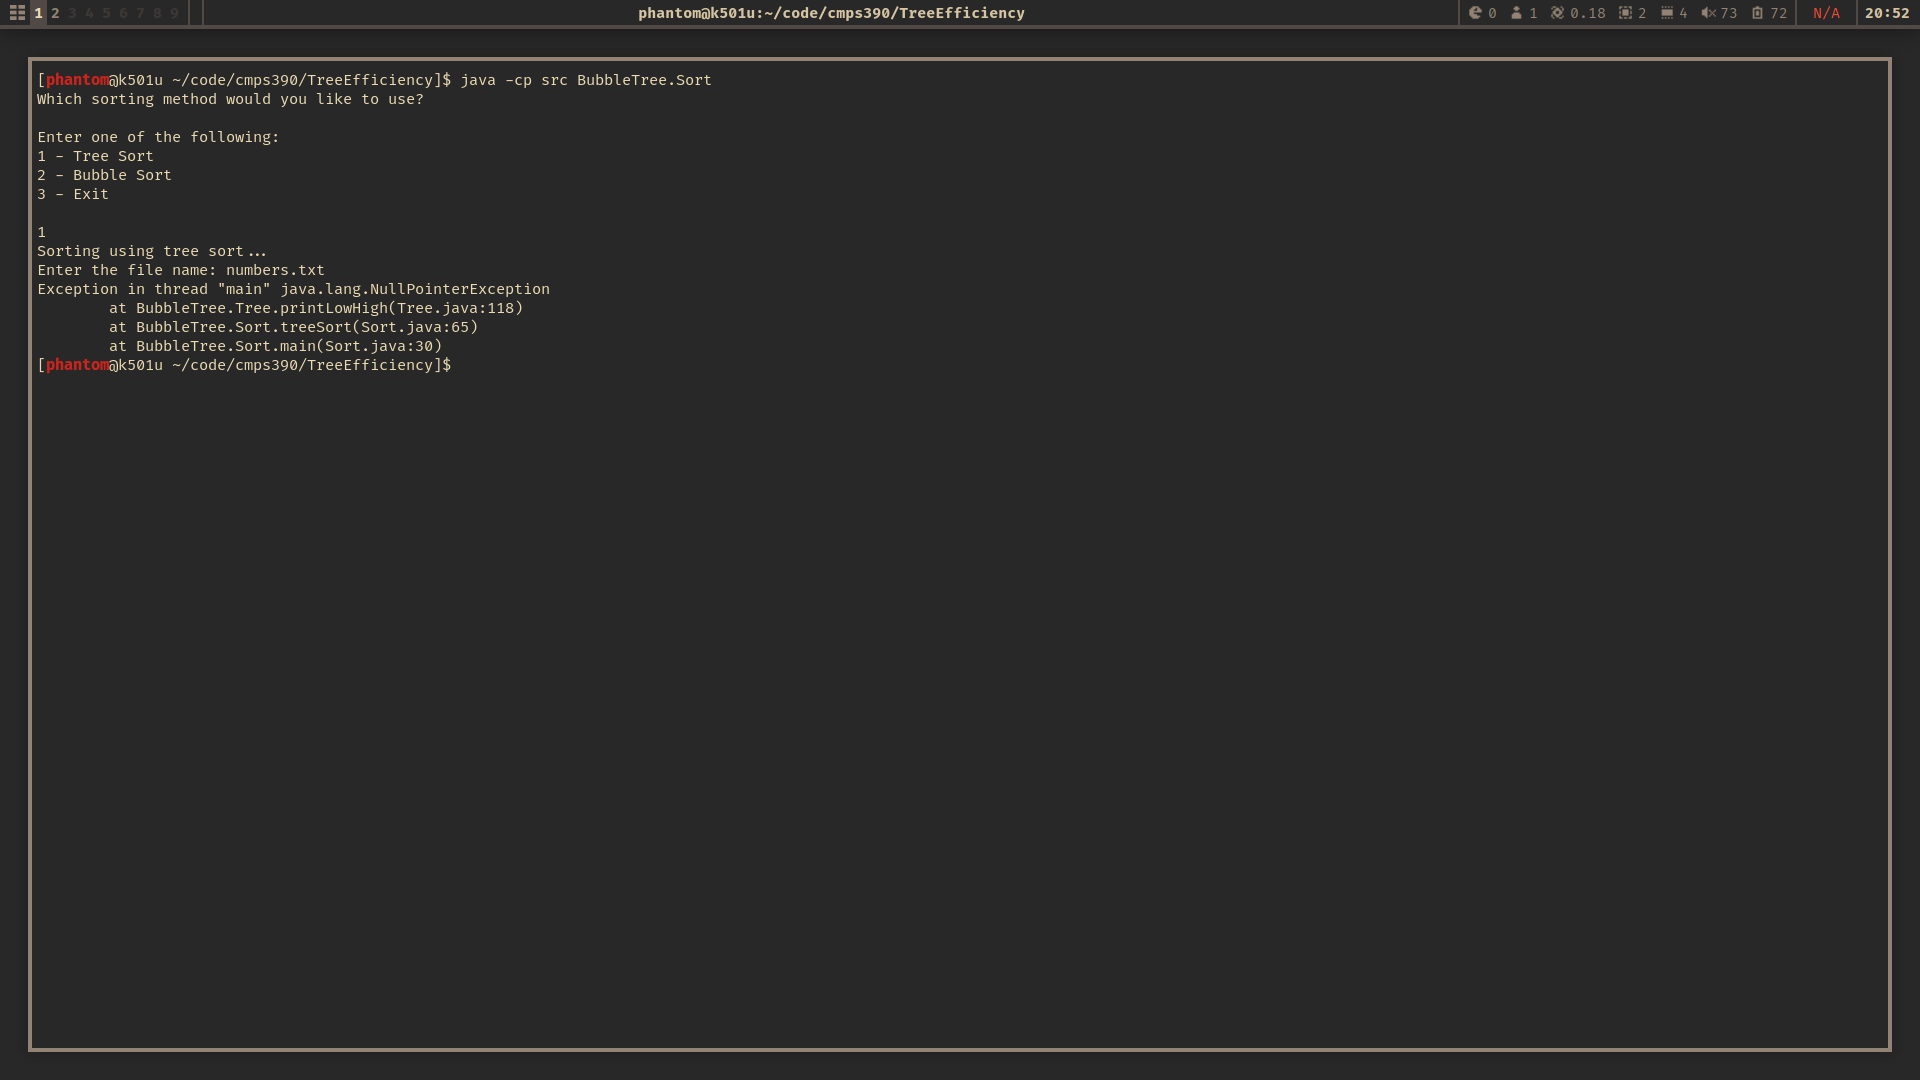 1 2 3 4 5 6 7 8 9 phantom@k501u:~/code/cmps390/TreeEfficiency 0 1 0.18 2 4 73 72 N/A 20:52
[phantom@k501u ~/code/cmps390/TreeEfficiency]$ java -cp src BubbleTree.Sort
Which sorting method would you like to use?
Enter one of the following:
1 - Tree Sort
2 - Bubble Sort
3 - Exit
1
Sorting using tree sort...
Enter the file name: numbers.txt
Exception in thread "main" java.lang.NullPointerException
at BubbleTree.Tree.printLowHigh(Tree.java:118)
at BubbleTree.Sort.treeSort(Sort.java:65)
at BubbleTree.Sort.main(Sort.java:30)
[phantom@k501u ~/code/cmps390/TreeEfficiency]$